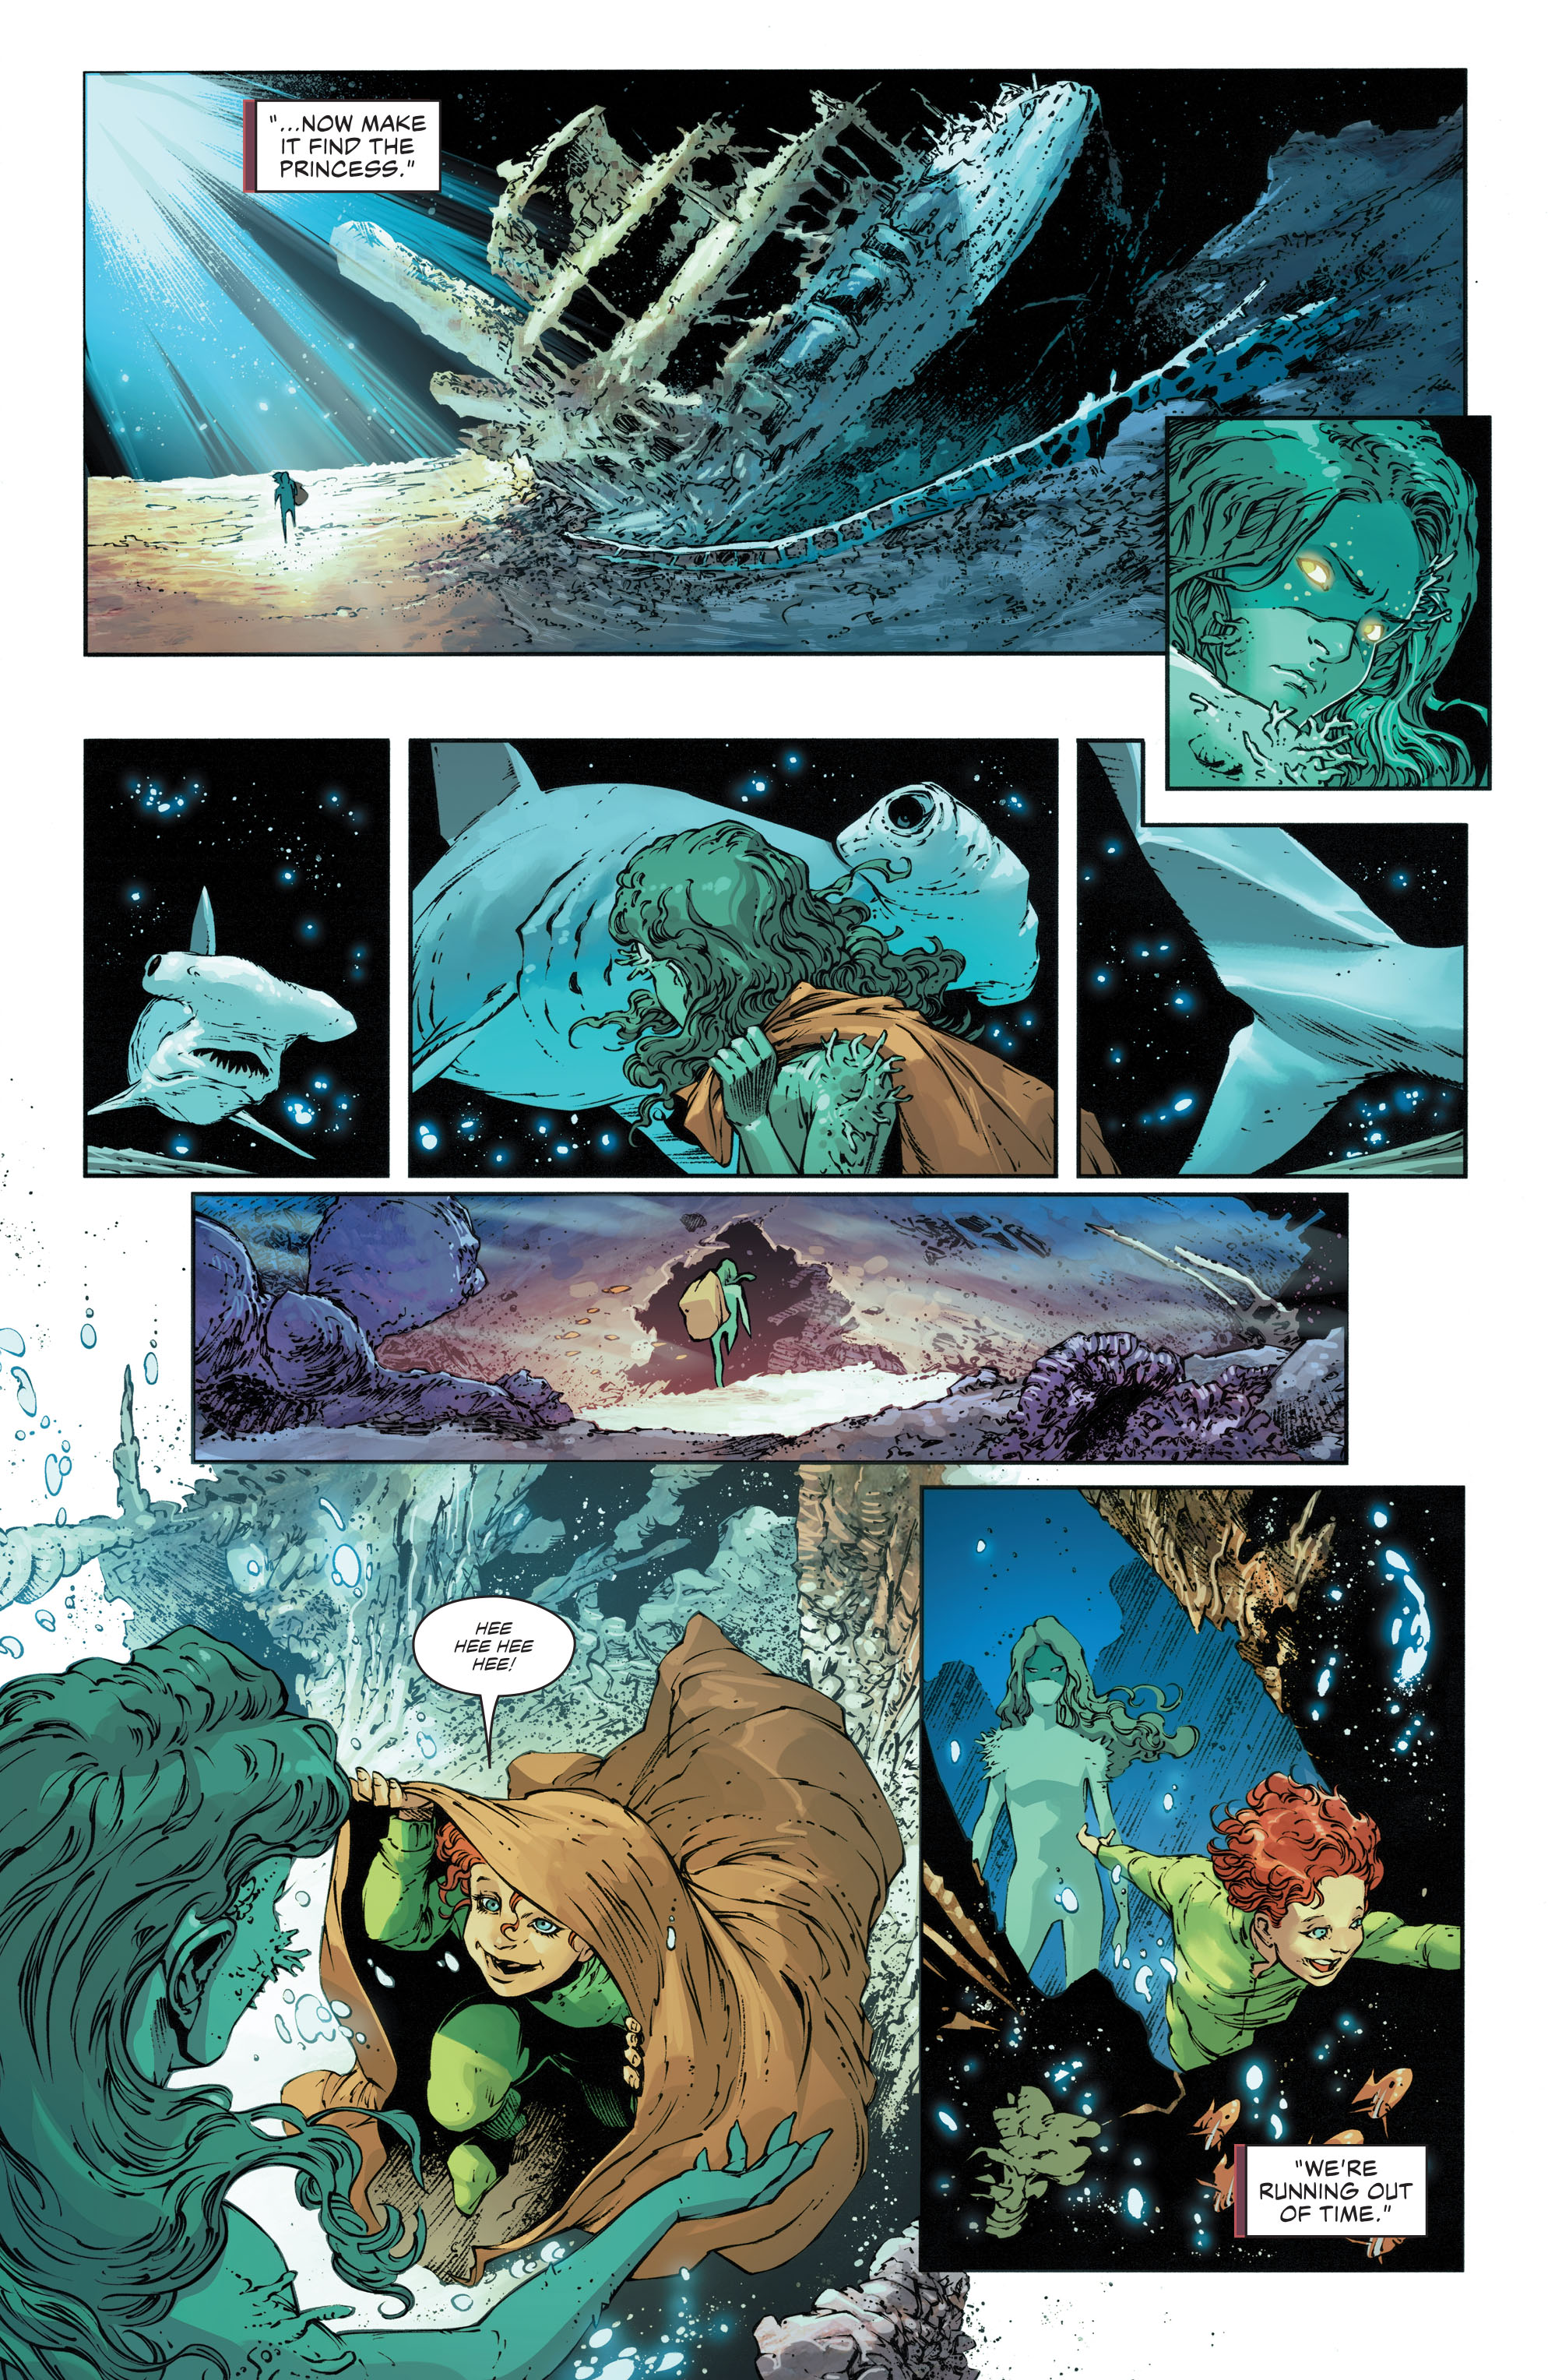 "...NOW MAKE
IT FIND THE
PRINCESS."
HEE
HEE HEE
HEE!
"WE'RE
RUNNING OUT
OF TIME."